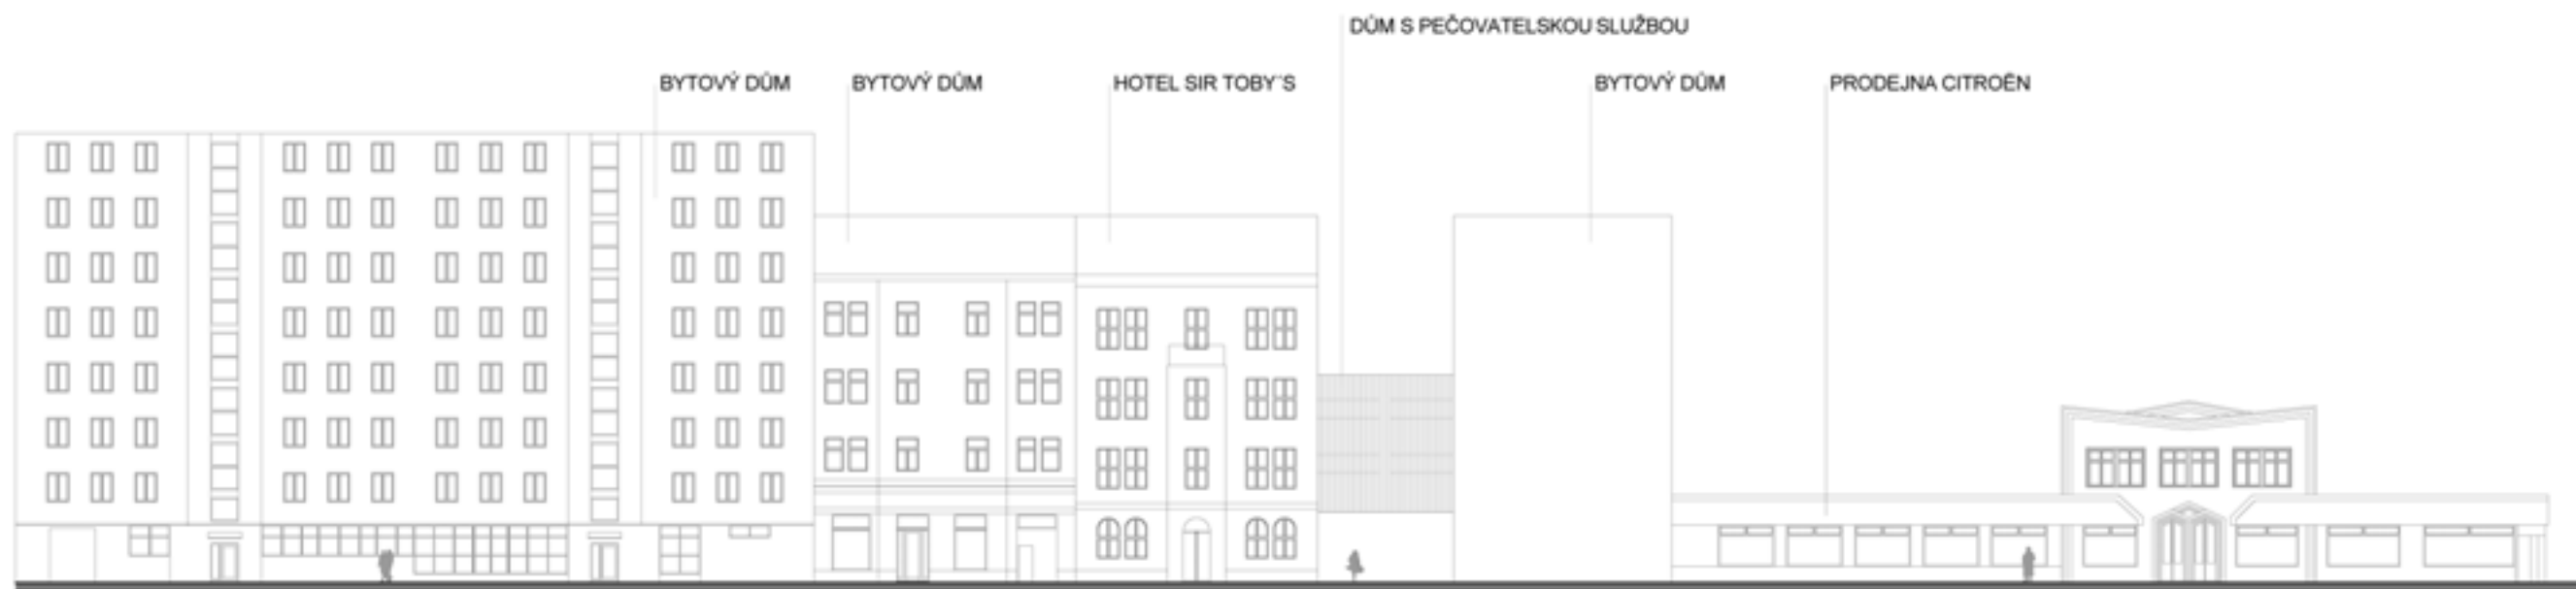 DŮM S PEČOVATELSKOU SLUŽBOU
BYTOVÝ DŮM
BYTOVÝ DŮM
HOTEL SIR TOBY´S
BYTOVÝ DŮM
PRODEJNA CITROËN